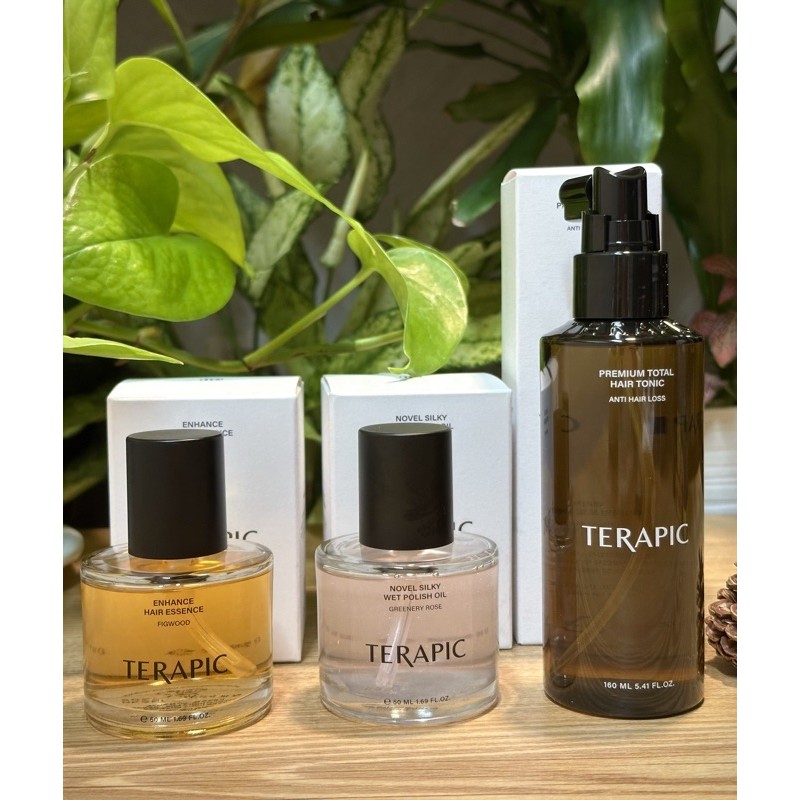 ENHANCE
ENHANCE
HAIR ESSENCE
FIGWOOD
TERAPIC
℮ 50 ML 1.69 FL.OZ.
NOVEL SILKY
NOVEL SILKY
WET POLISH OIL
GREENERY ROSE
TERAPIC
℮ 50 ML 1.69 FL.OZ.
ANTI
PREMIUM TOTAL
HAIR TONIC
ANTI HAIR LOSS
TERAPIC
160 ML 5.41 FL.OZ.